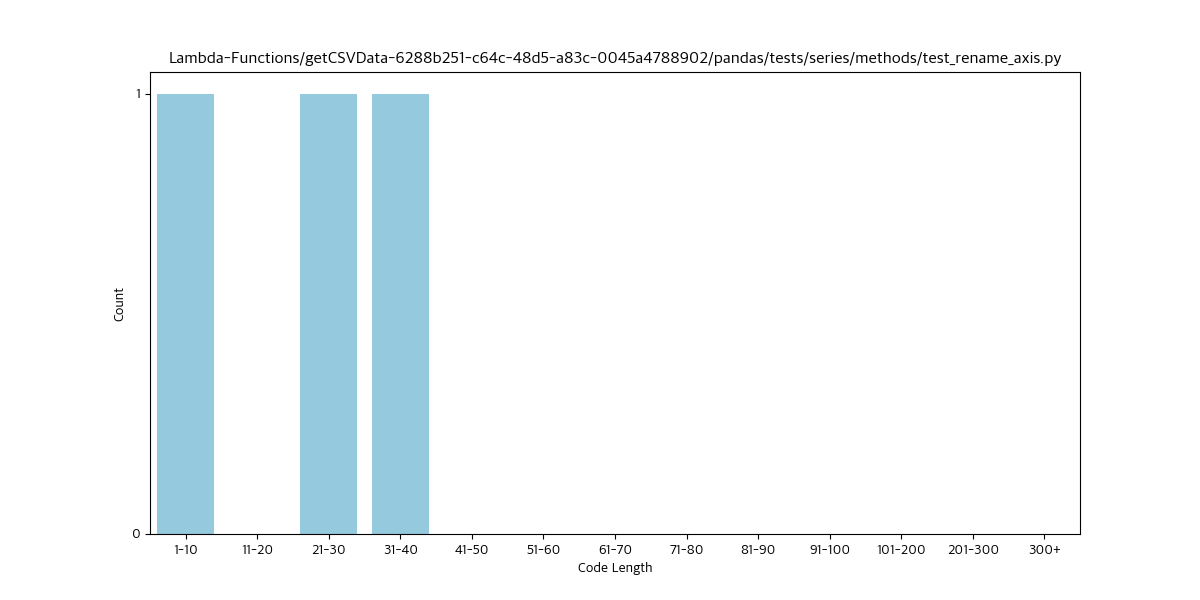 Lambda-Functions/getCSVData-6288b251-c64c-48d5-a83c-0045a4788902/pandas/tests/series/methods/test_rename_axis.py
1
Count
0
1-10 11-20 21-30 31-40 41-50 51-60 61-70 71-80 81-90 91-100 101-200 201-300 300+
Code Length